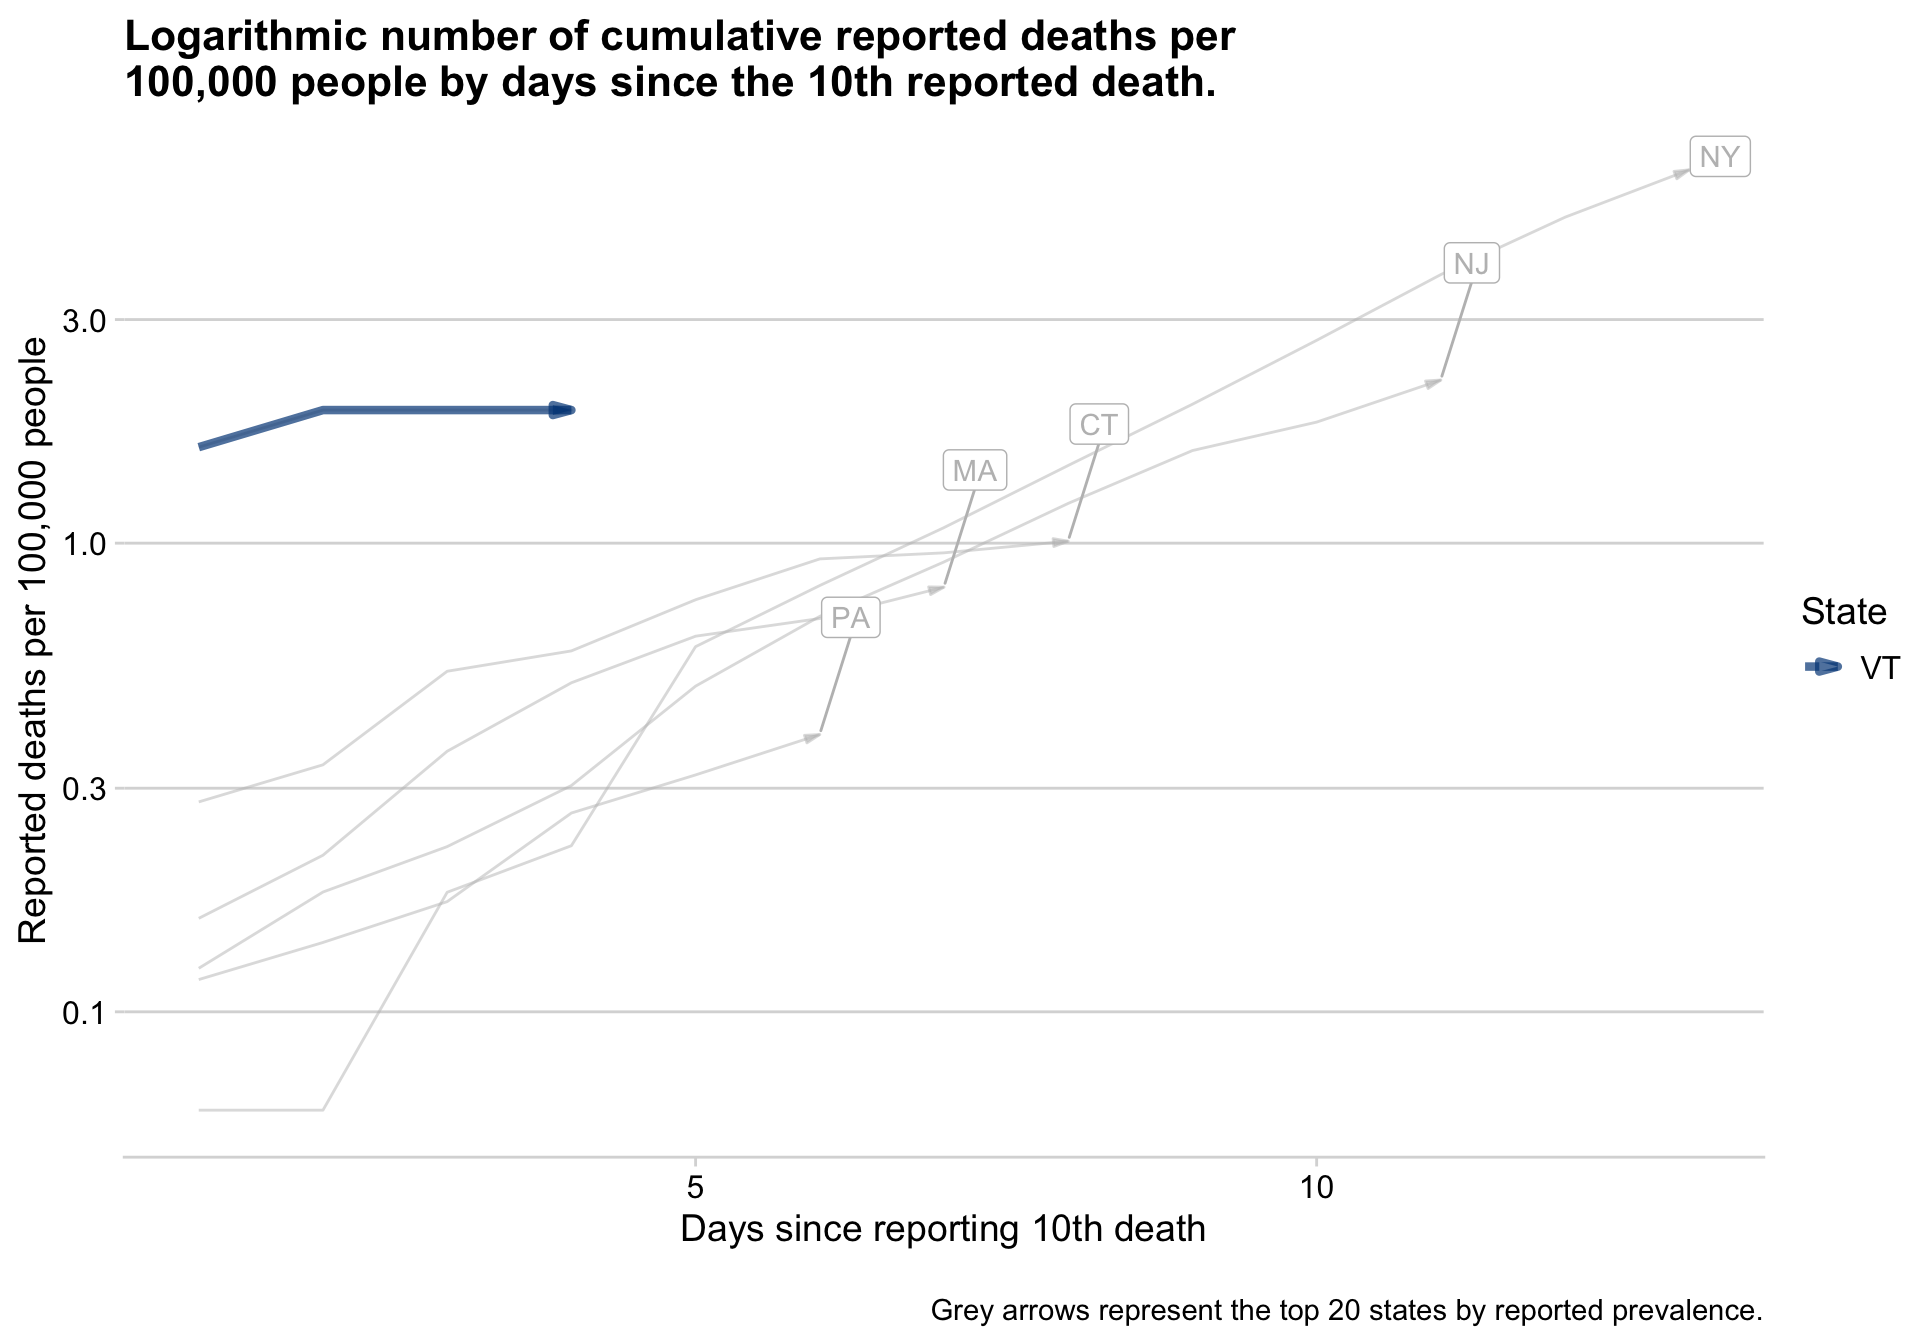 Logarithmic number of cumulative reported deaths per
100,000 people by days since the 10th reported death.
NY
NJ
CT
MA
PA
3.0
1.0
0.3
0.1
Reported deaths per 100,000 people
5
10
Days since reporting 10th death
State
VT
Grey arrows represent the top 20 states by reported prevalence.